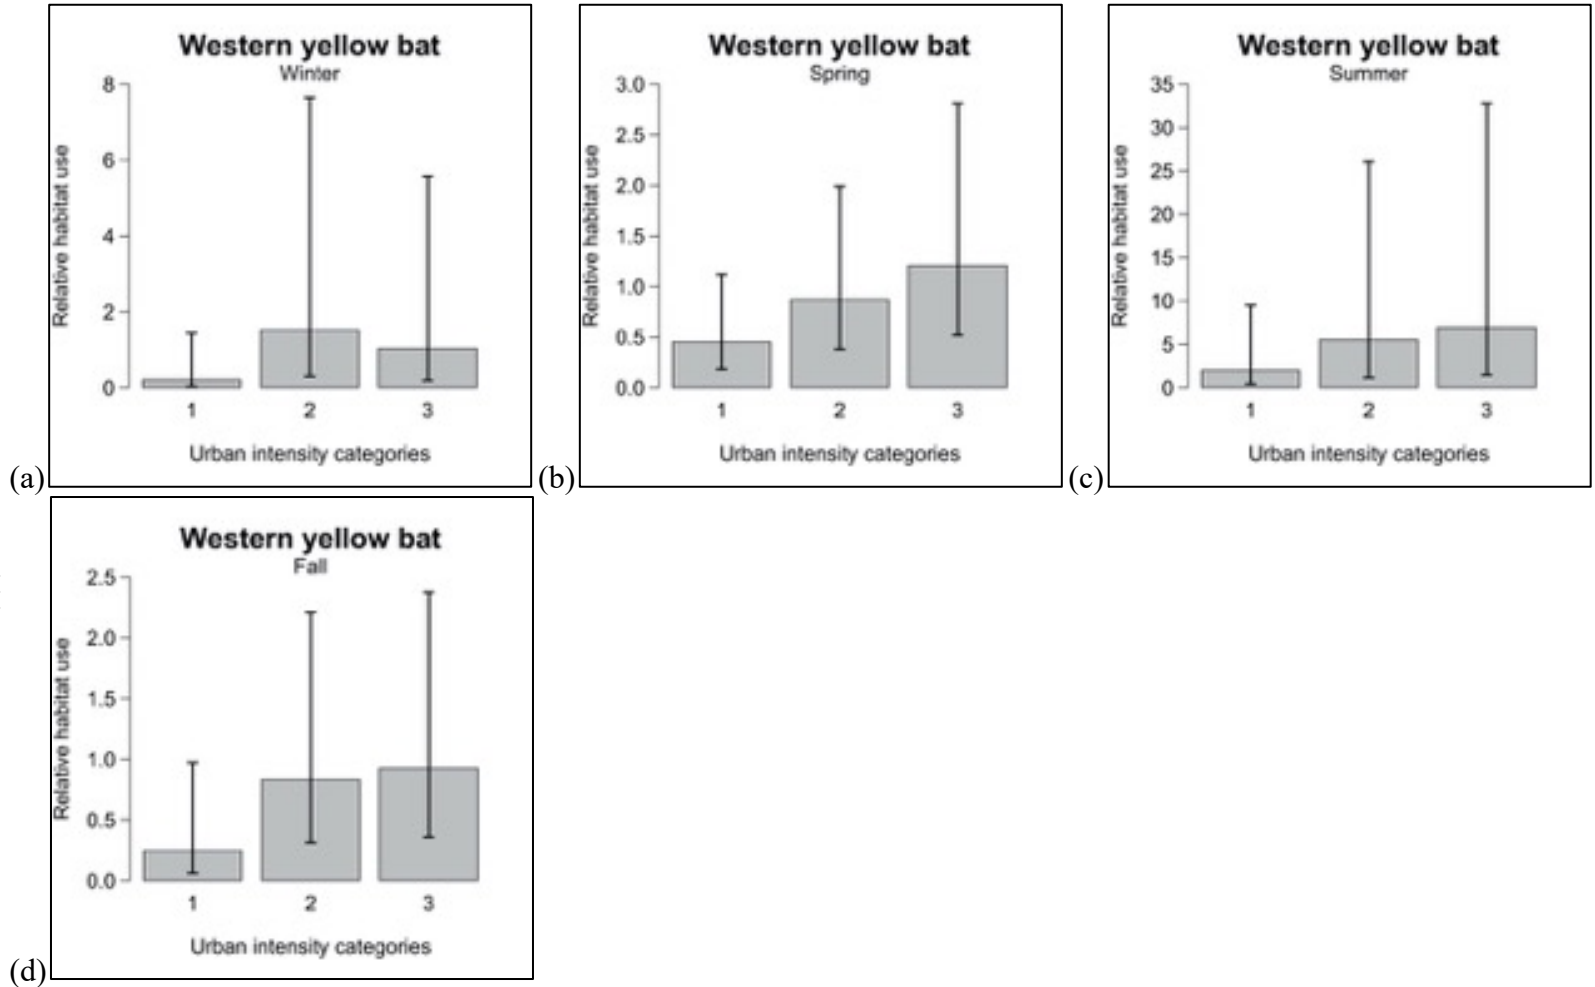 Western yellow bat
Winter
8
6
4
2
0
Relative habitat use
1 2 3
Urban intensity categories
(a)
Western yellow bat
Spring
3.0
2.5
2.0
1.5
1.0
0.5
0.0
Relative habitat use
1 2 3
Urban intensity categories
(b)
Western yellow bat
Summer
35
30
25
20
15
10
5
0
Relative habitat use
1 2 3
Urban intensity categories
(c)
Western yellow bat
Fall
2.5
2.0
1.5
1.0
0.5
0.0
Relative habitat use
1 2 3
Urban intensity categories
(d)